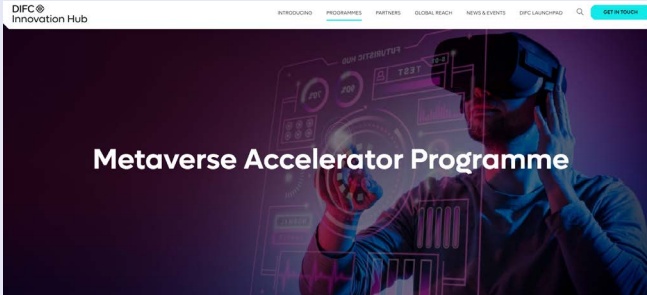 DIFC
Innovation Hub
INTRODUCING PROGRAMMES PARTNERS GLOBAL REACH NEWS & EVENTS DIFC LAUNCHPAD GET IN TOUCH
FUTURISTIC HUD
TEST
Metaverse Accelerator Programme